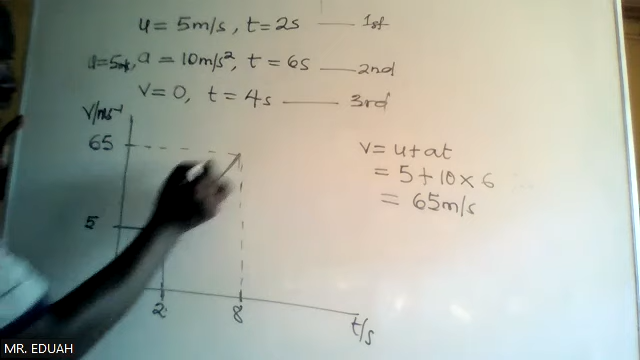 u = 5m/s, t = 2s — 1st
u=5m/s, a = 10m/s², t = 6s — 2nd
v = 0, t = 4s — 3rd
V/ms⁻¹
65
v = u + at
= 5 + 10 × 6
= 65m/s
5
2
8
t/s
MR. EDUAH